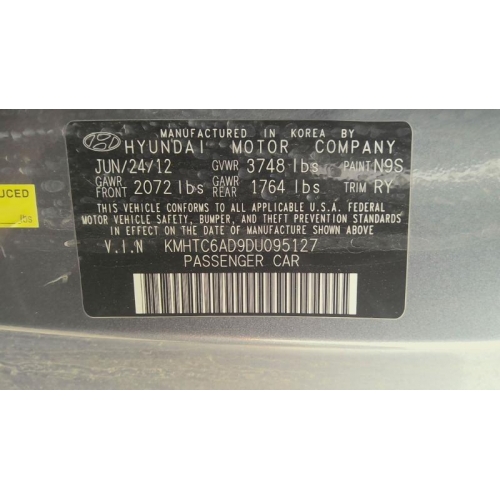 MANUFACTURED IN KOREA BY
HYUNDAI MOTOR COMPANY
JUN/24/12 GVWR 3748 lbs PAINT N9S
GAWR FRONT 2072 lbs GAWR REAR 1764 lbs TRIM RY
THIS VEHICLE CONFORMS TO ALL APPLICABLE U.S.A. FEDERAL
MOTOR VEHICLE SAFETY, BUMPER, AND THEFT PREVENTION STANDARDS
IN EFFECT ON THE DATE OF MANUFACTURE SHOWN ABOVE
V.I.N KMHTC6AD9DU095127
PASSENGER CAR
UCED
lbs